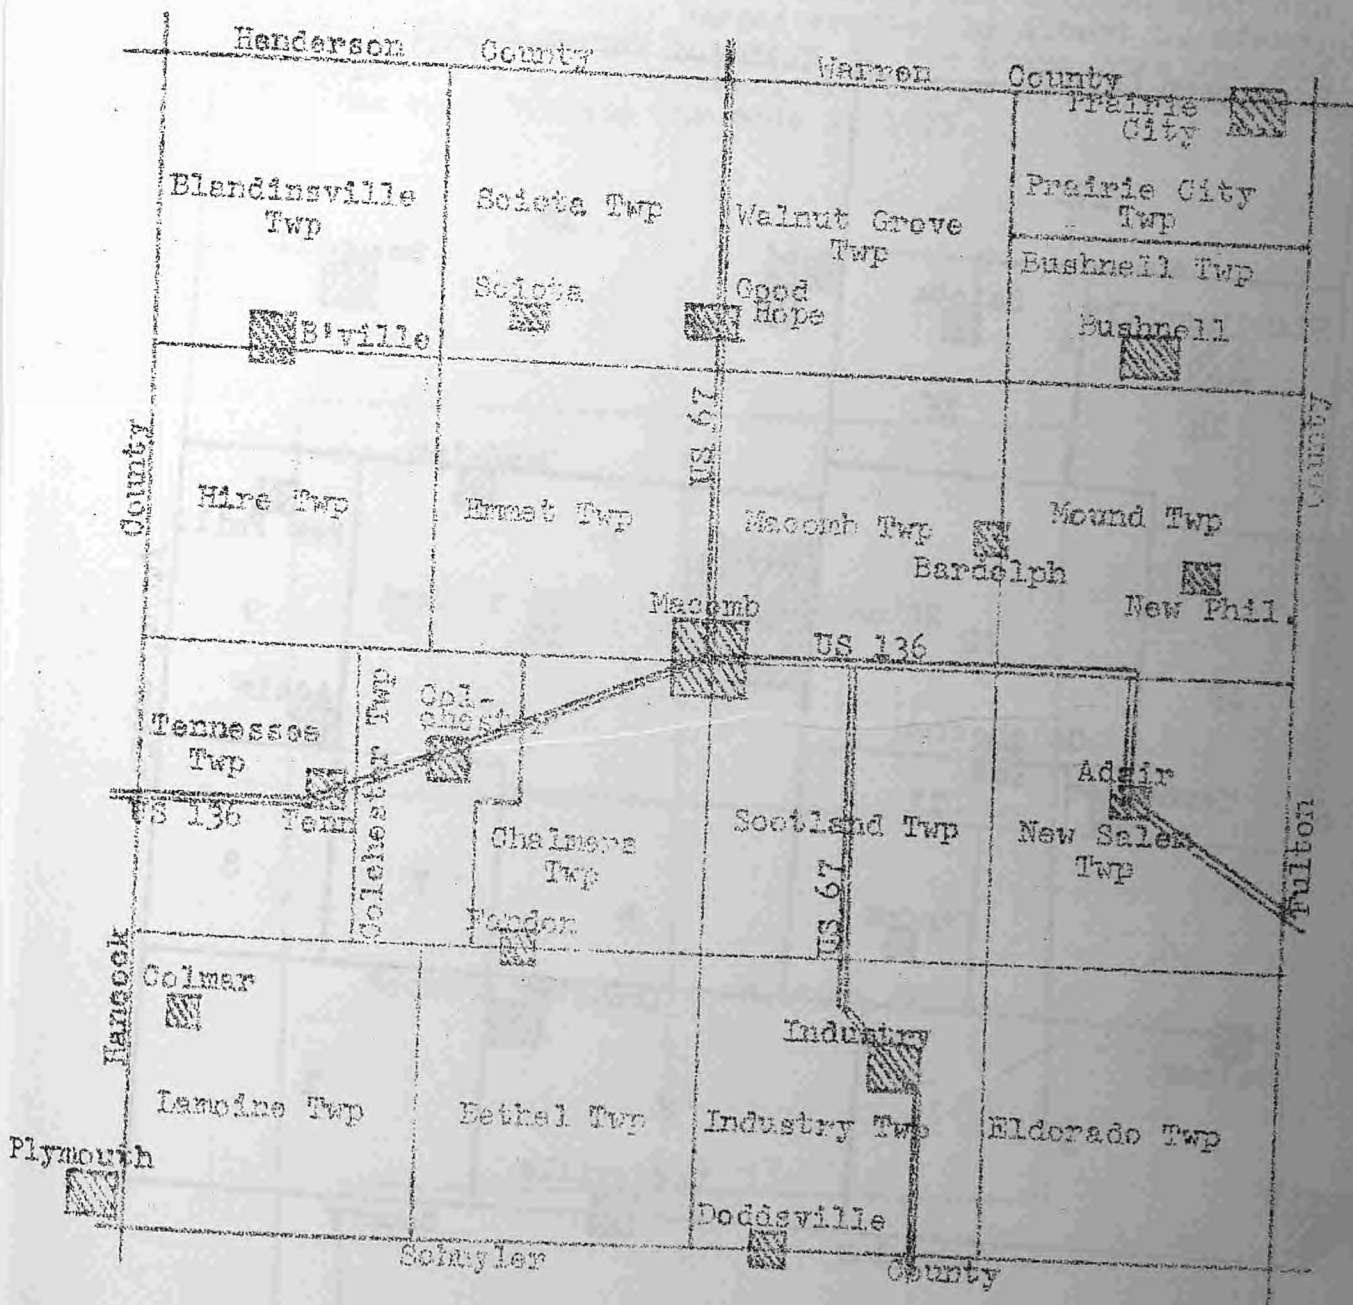 Henderson County
Warren County
Prairie
City
Blandinsville
Twp
Sciota Twp
Walnut Grove
Twp
Prairie City
Twp
Bushnell Twp
Sciota
Good
Hope
B'ville
Bushnell
US 67
County
County
Hire Twp
Emmet Twp
Macomb Twp
Mound Twp
Bardolph
New Phil.
Macomb
US 136
Tennessee
Twp
Colchestr Twp
Col-
chester
US 136
Tenn
Chalmers
Twp
Scotland Twp
US 67
Adair
New Salem
Twp
Fulton
Fandon
Hancock
Colmar
Industry
Lamoine Twp
Bethel Twp
Industry Twp
Eldorado Twp
Plymouth
Doddsville
Schuyler
County